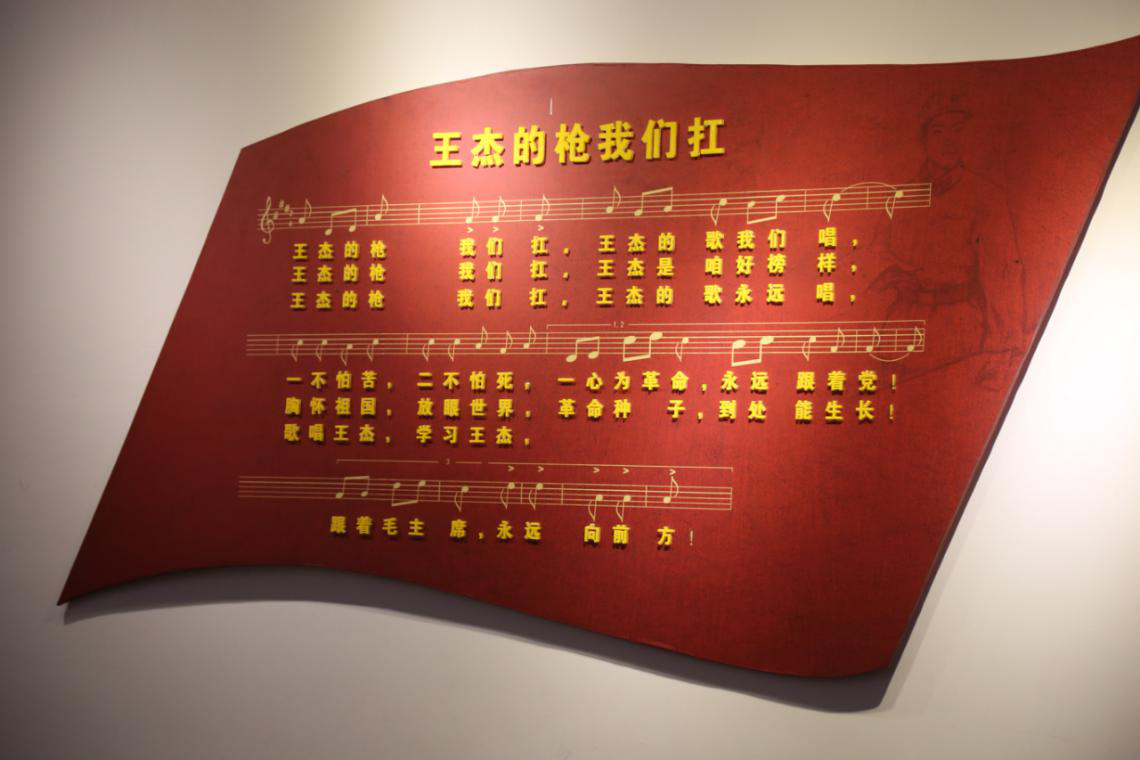 王杰的枪我们扛
王杰的枪 我们 扛，王杰的 歌我们 唱，
王杰的枪 我们 扛，王杰是 咱好榜 样，
王杰的枪 我们 扛，王杰的 歌永远 唱，
1.2
一不怕苦，二不怕死，一心为革命，永远 跟着党！
胸怀祖国，放眼世界，革命种 子，到处 能生长！
歌唱王杰，学习王杰，
3
跟着毛主 席，永远 向前 方！